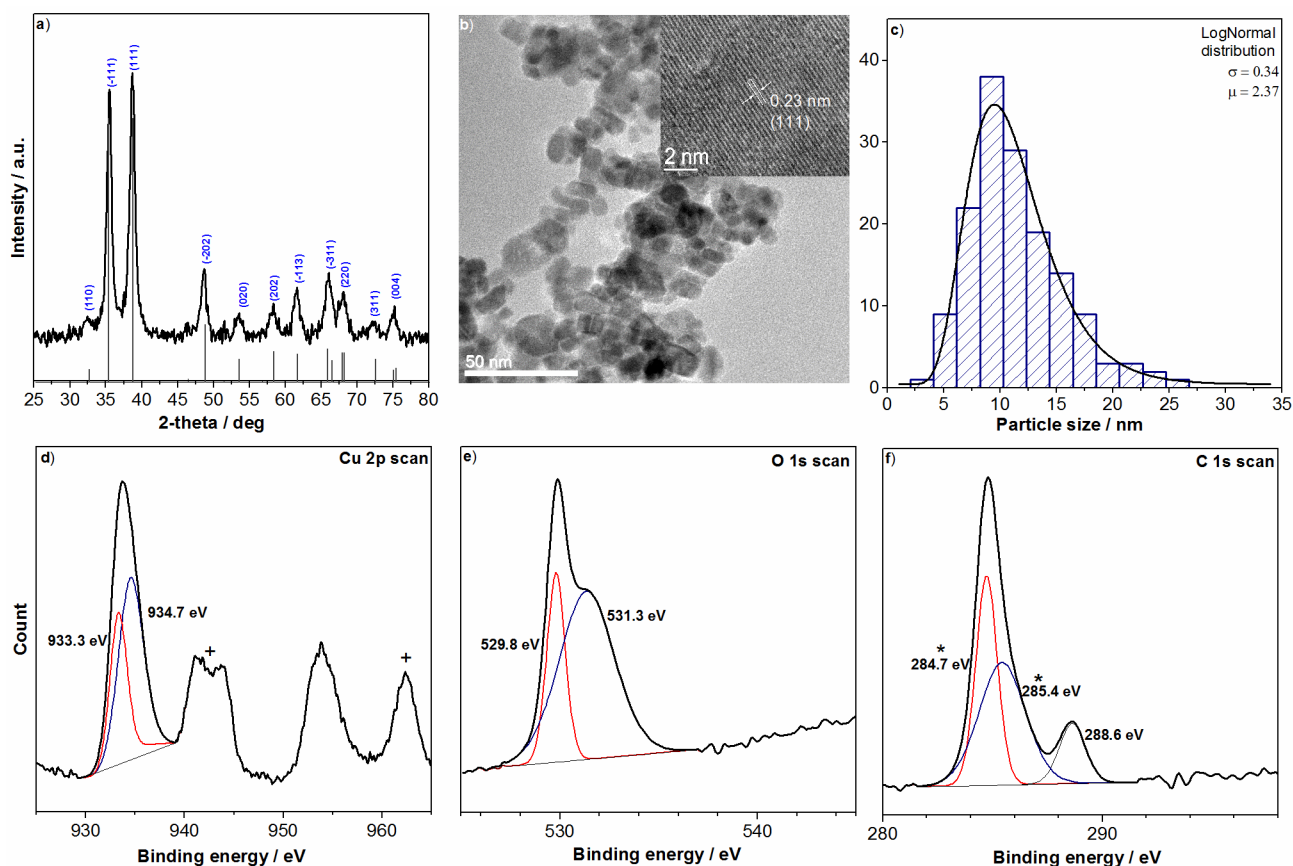 a)
Intensity / a.u.
(110)
(-111)
(111)
(-202)
(020)
(202)
(-113)
(-311)
(220)
(311)
(004)
25 30 35 40 45 50 55 60 65 70 75 80
2-theta / deg
b)
0.23 nm
(111)
2 nm
50 nm
c)
LogNormal
distribution
σ = 0.34
μ = 2.37
40
30
20
10
0
0 5 10 15 20 25 30 35
Particle size / nm
d)
Cu 2p scan
Count
933.3 eV
934.7 eV
+
+
930 940 950 960
Binding energy / eV
e)
O 1s scan
529.8 eV
531.3 eV
530 540
Binding energy / eV
f)
C 1s scan
*
284.7 eV
*
285.4 eV
288.6 eV
280 290
Binding energy / eV